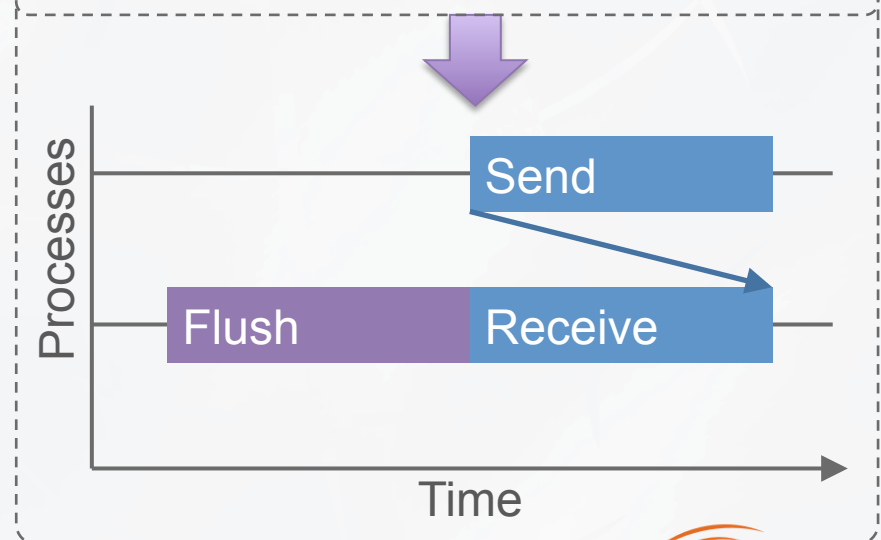 Processes
Send
Flush
Receive
Time